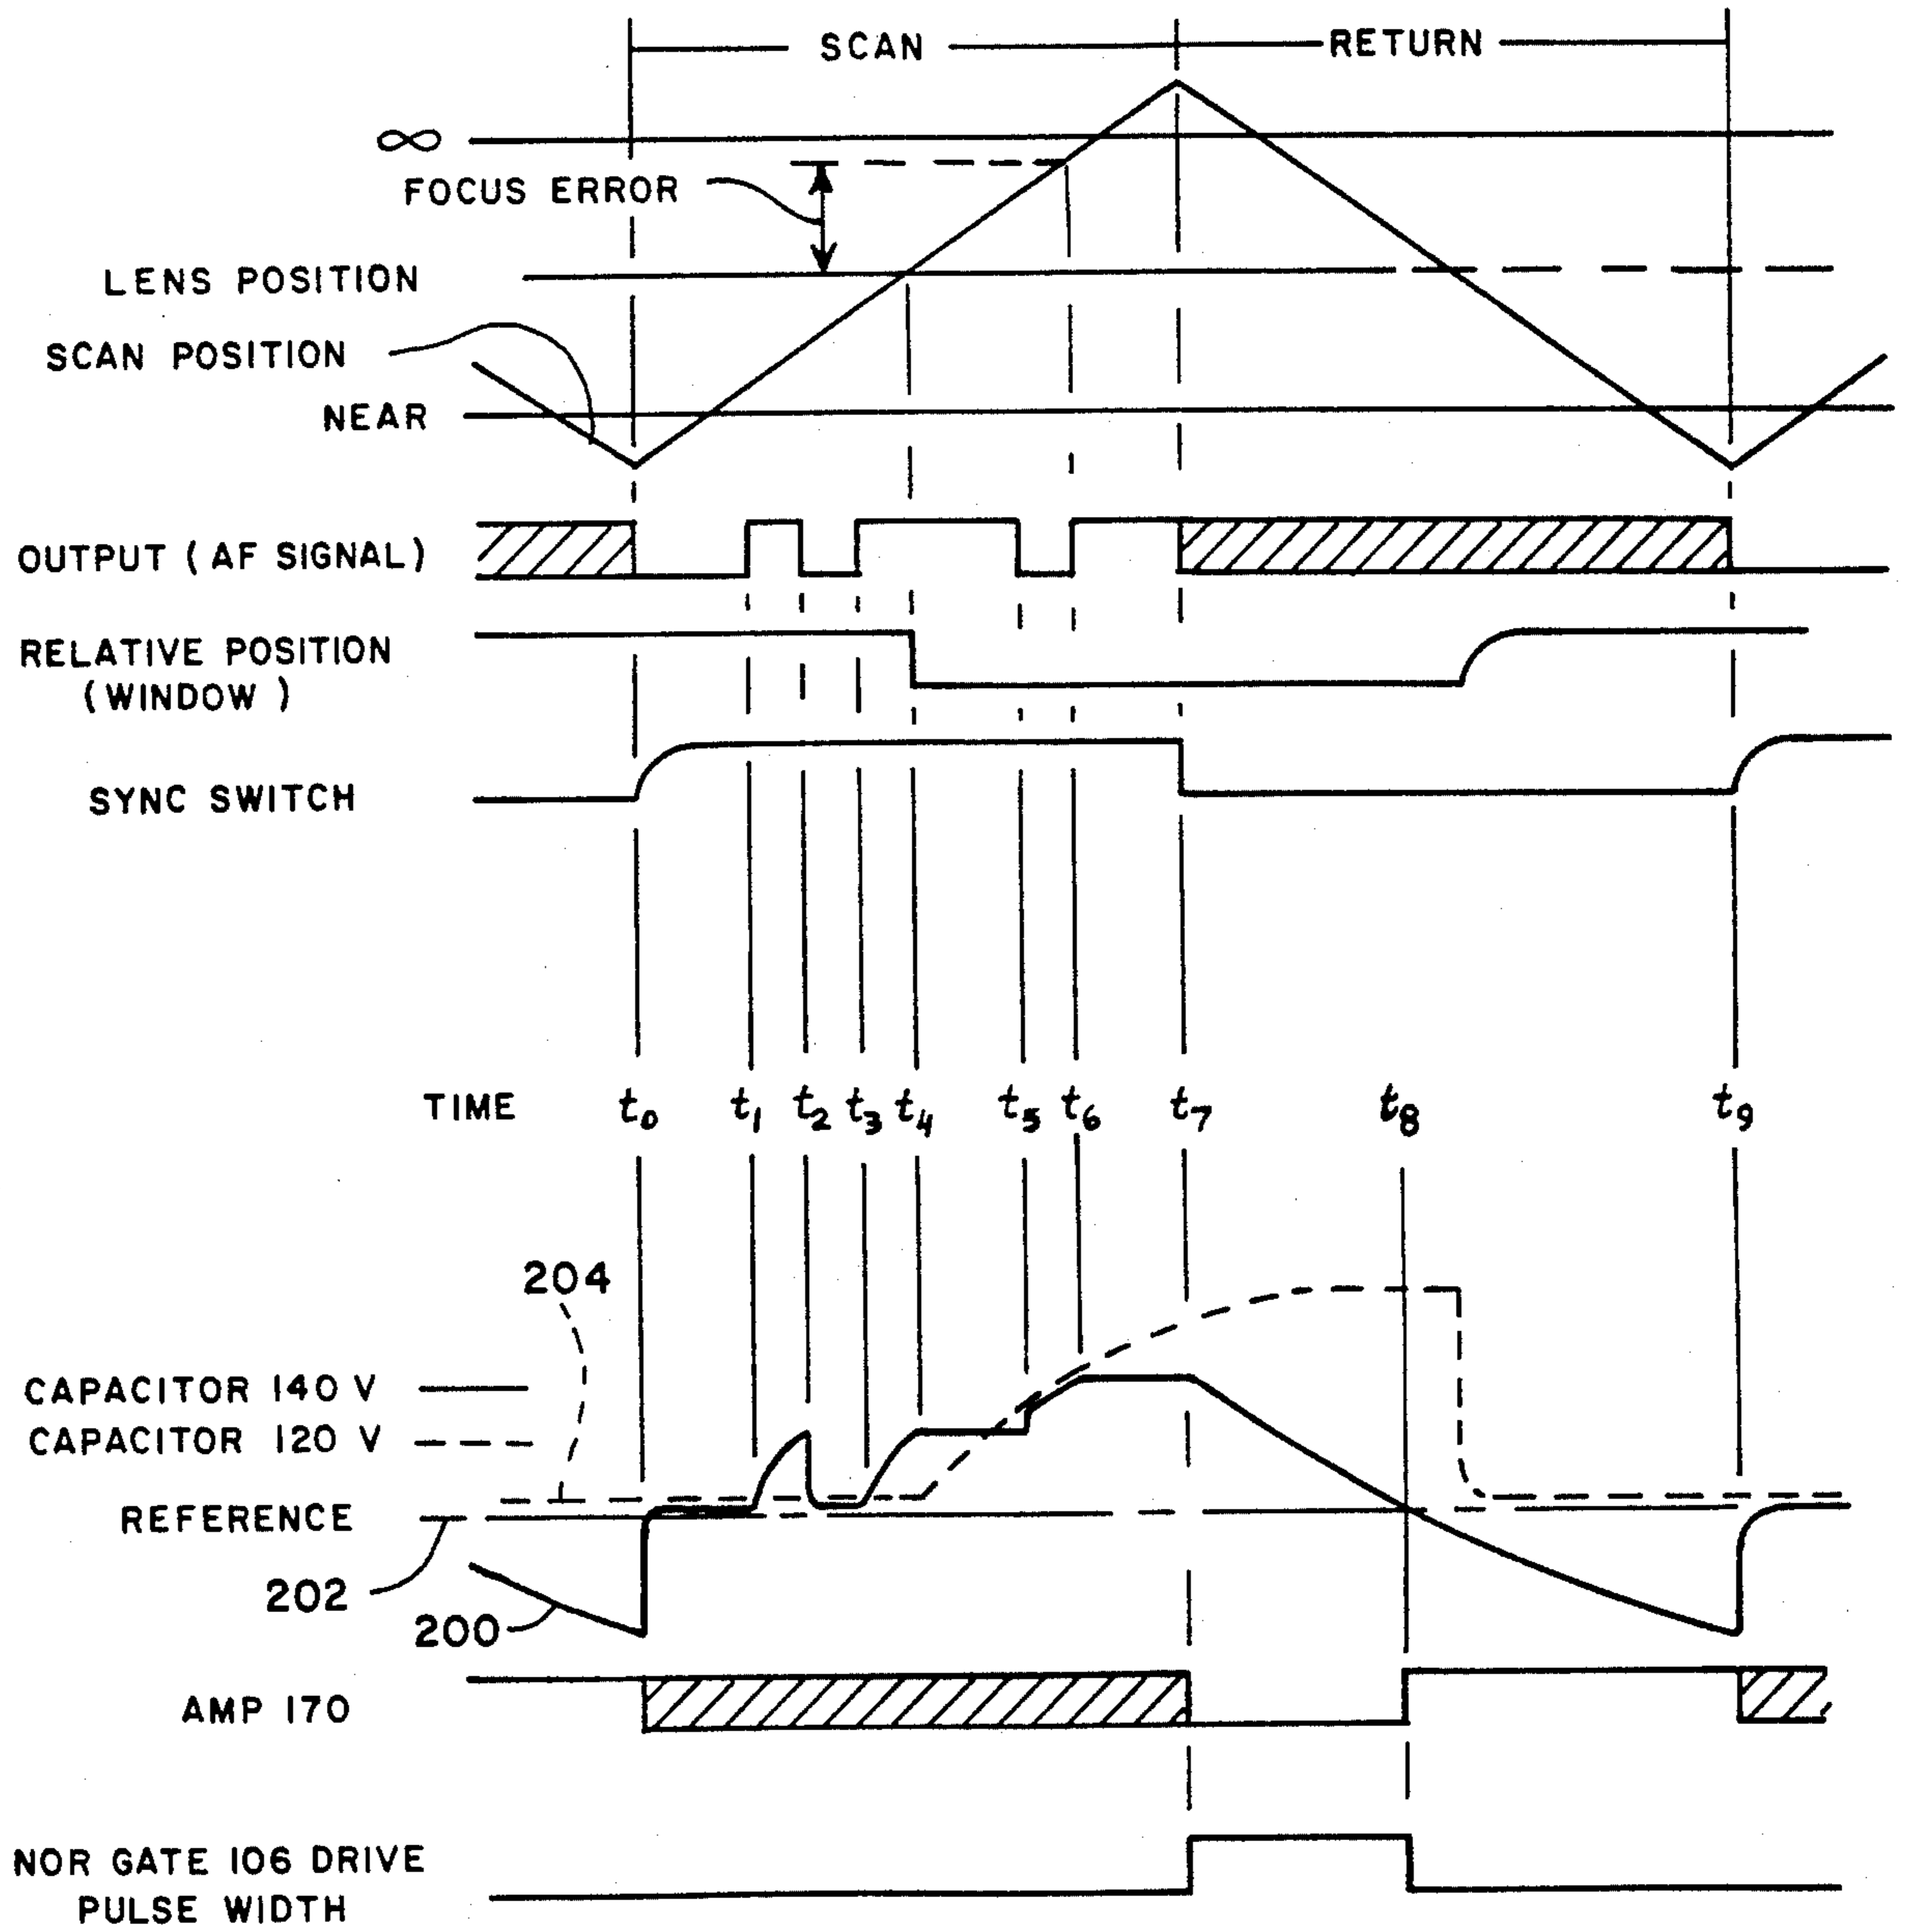 SCAN
RETURN
∞
FOCUS ERROR
LENS POSITION
SCAN POSITION
NEAR
OUTPUT (AF SIGNAL)
RELATIVE POSITION
(WINDOW)
SYNC SWITCH
TIME t0 t1 t2 t3 t4 t5 t6 t7 t8 t9
204
CAPACITOR 140 V
CAPACITOR 120 V
REFERENCE
202
200
AMP 170
NOR GATE 106 DRIVE
PULSE WIDTH